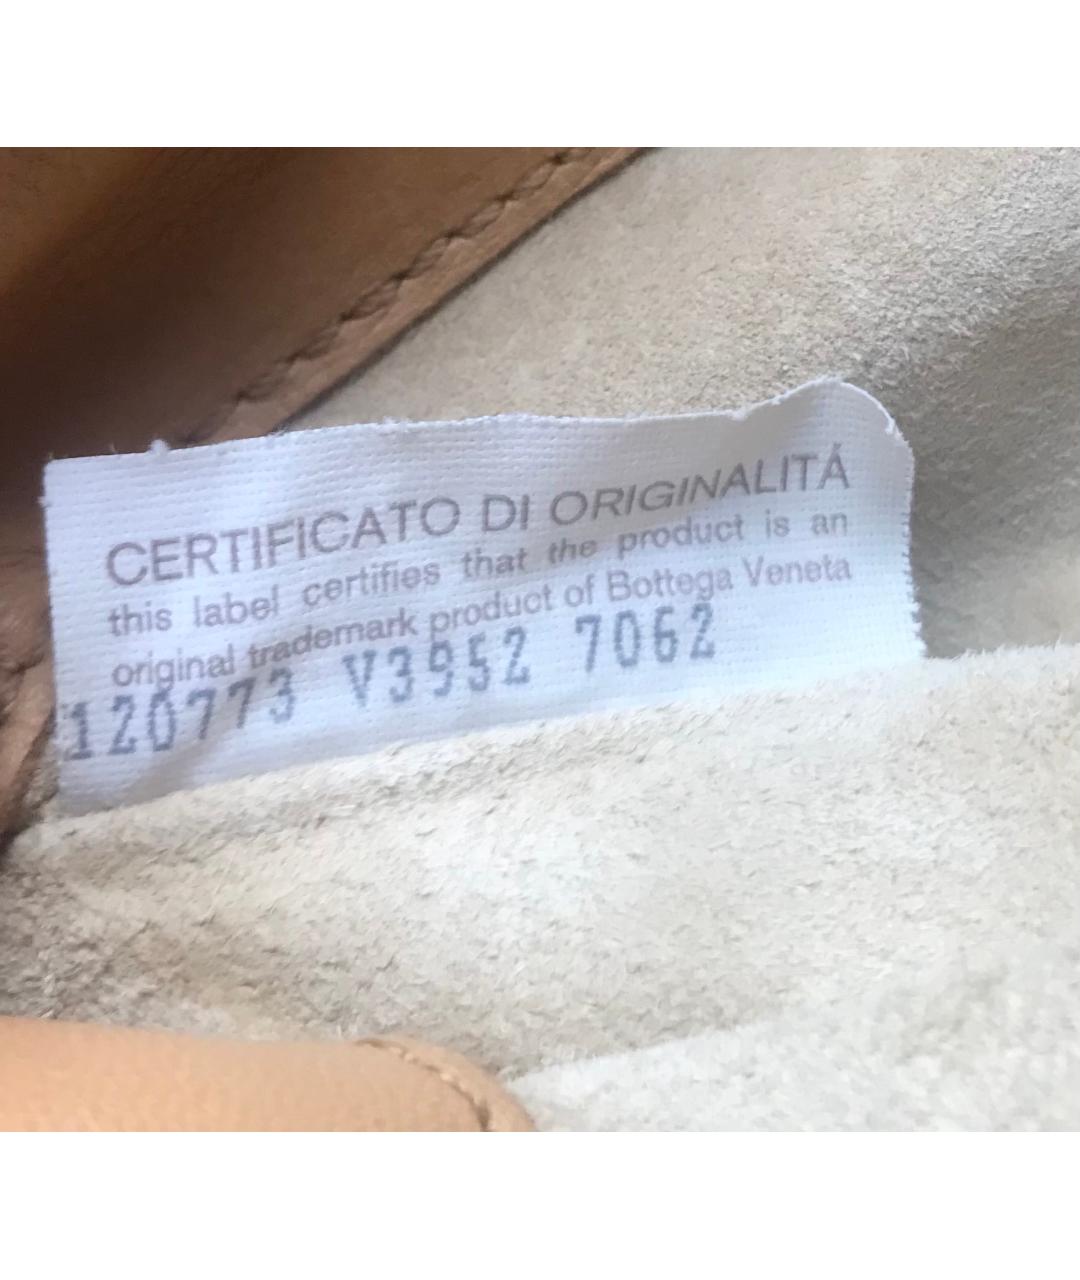 CERTIFICATO DI ORIGINALITÁ
this label certifies that the product is an
original trademark product of Bottega Veneta
120773 V3952 7062